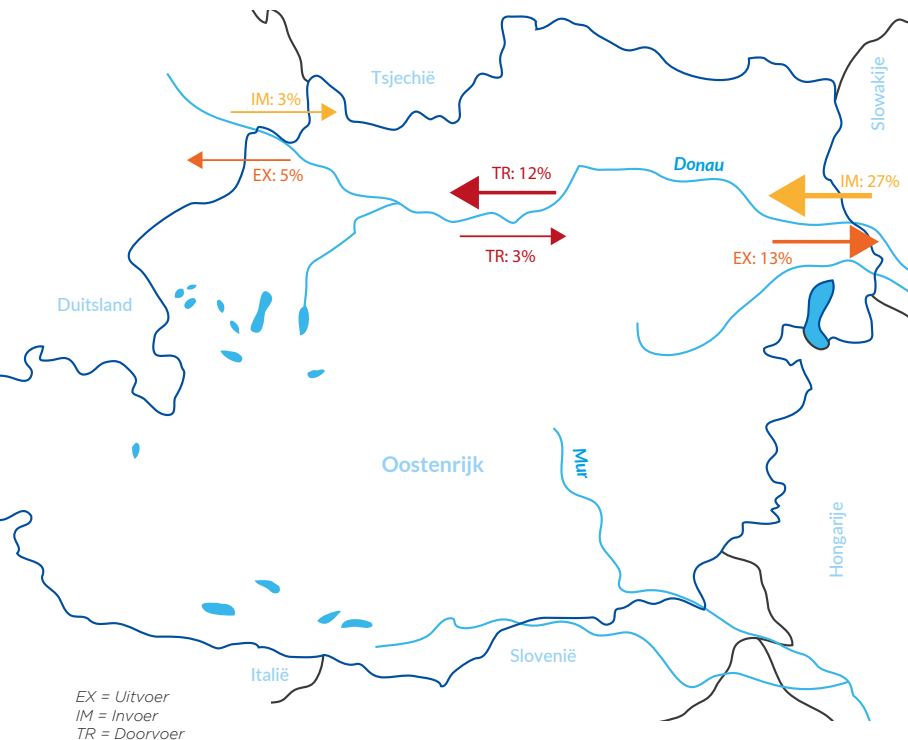 Tsjechië
Slowakije
IM: 3%
Donau
TR: 12%
EX: 5%
IM: 27%
TR: 3%
EX: 13%
Duitsland
Oostenrijk
Mur
Hongarije
Slovenië
Italië
EX = Uitvoer
IM = Invoer
TR = Doorvoer